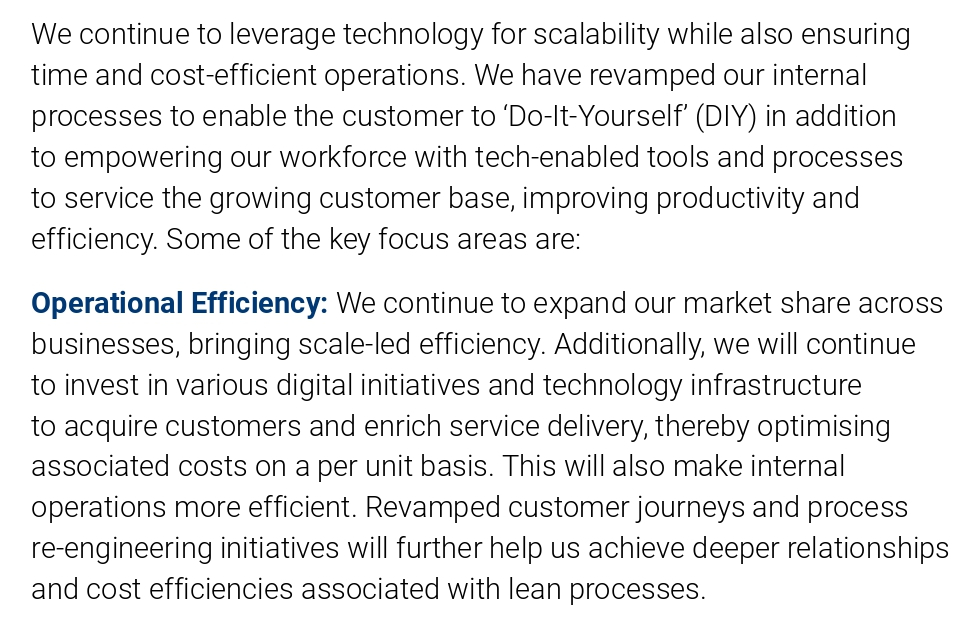 We continue to leverage technology for scalability while also ensuring
time and cost-efficient operations. We have revamped our internal
processes to enable the customer to ‘Do-It-Yourself’ (DIY) in addition
to empowering our workforce with tech-enabled tools and processes
to service the growing customer base, improving productivity and
efficiency. Some of the key focus areas are:
Operational Efficiency: We continue to expand our market share across
businesses, bringing scale-led efficiency. Additionally, we will continue
to invest in various digital initiatives and technology infrastructure
to acquire customers and enrich service delivery, thereby optimising
associated costs on a per unit basis. This will also make internal
operations more efficient. Revamped customer journeys and process
re-engineering initiatives will further help us achieve deeper relationships
and cost efficiencies associated with lean processes.